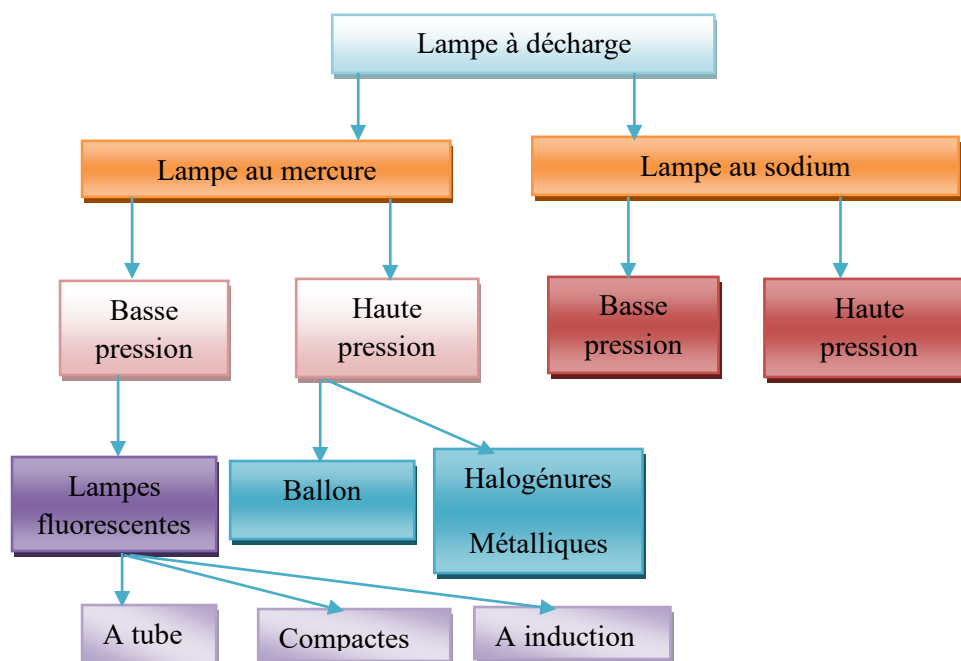 Lampe à décharge
Lampe au mercure
Lampe au sodium
Basse
pression
Haute
pression
Basse
pression
Haute
pression
Lampes
fluorescentes
Ballon
Halogénures
Métalliques
A tube
Compactes
A induction